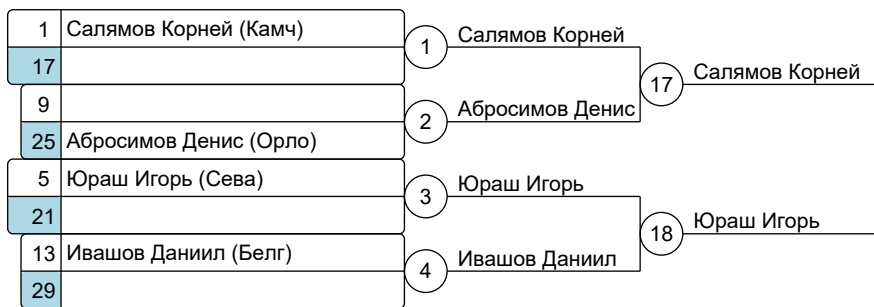 1 Салямов Корней (Камч)
17
9
25 Абросимов Денис (Орло)
5 Юраш Игорь (Сева)
21
13 Ивашов Даниил (Белг)
29
1 Салямов Корней
2 Абросимов Денис
3 Юраш Игорь
4 Ивашов Даниил
17 Салямов Корней
18 Юраш Игорь